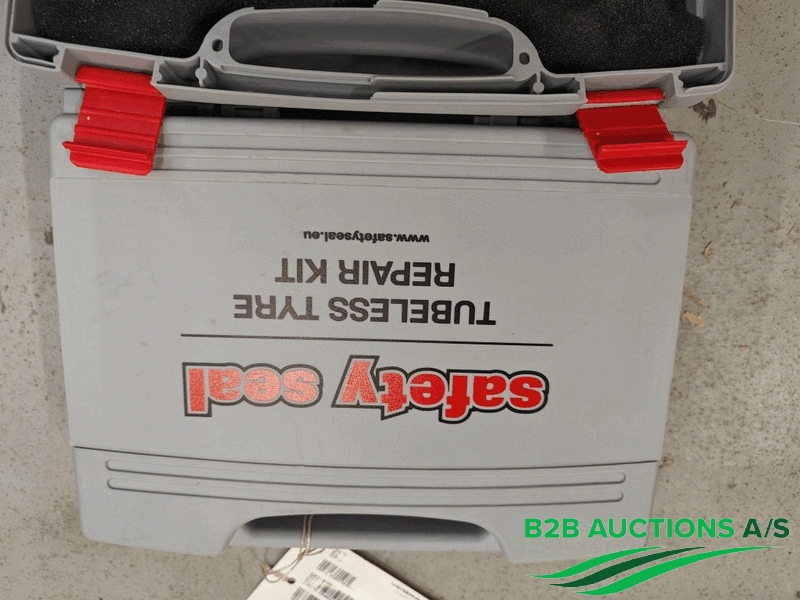 safety seal
TUBELESS TYRE
REPAIR KIT
www.safetyseal.eu
B2B AUCTIONS A/S